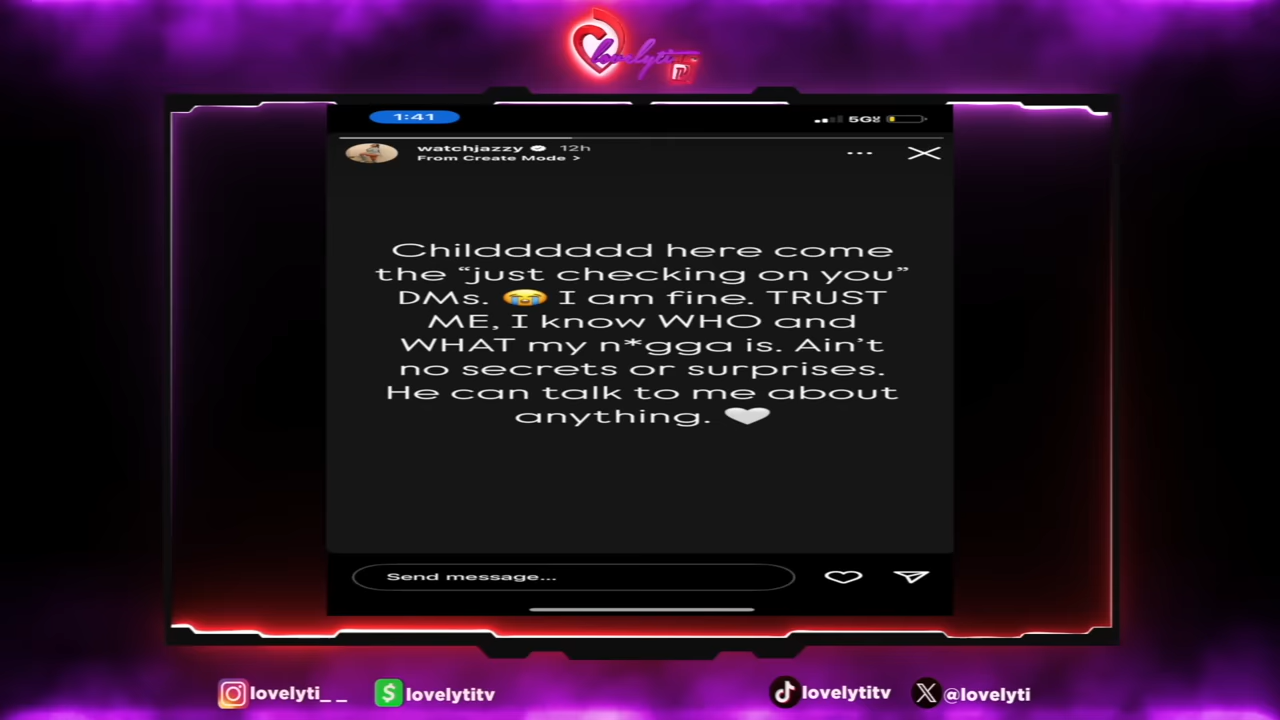 lovelyti
TV
1:41
5G
watchjazzy 12h
From Create Mode >
Childddddd here come
the “just checking on you”
DMs. 😭 I am fine. TRUST
ME, I know WHO and
WHAT my n*gga is. Ain’t
no secrets or surprises.
He can talk to me about
anything. 🤍
Send message...
lovelyti_ _ $ lovelytitv lovelytitv X @lovelyti